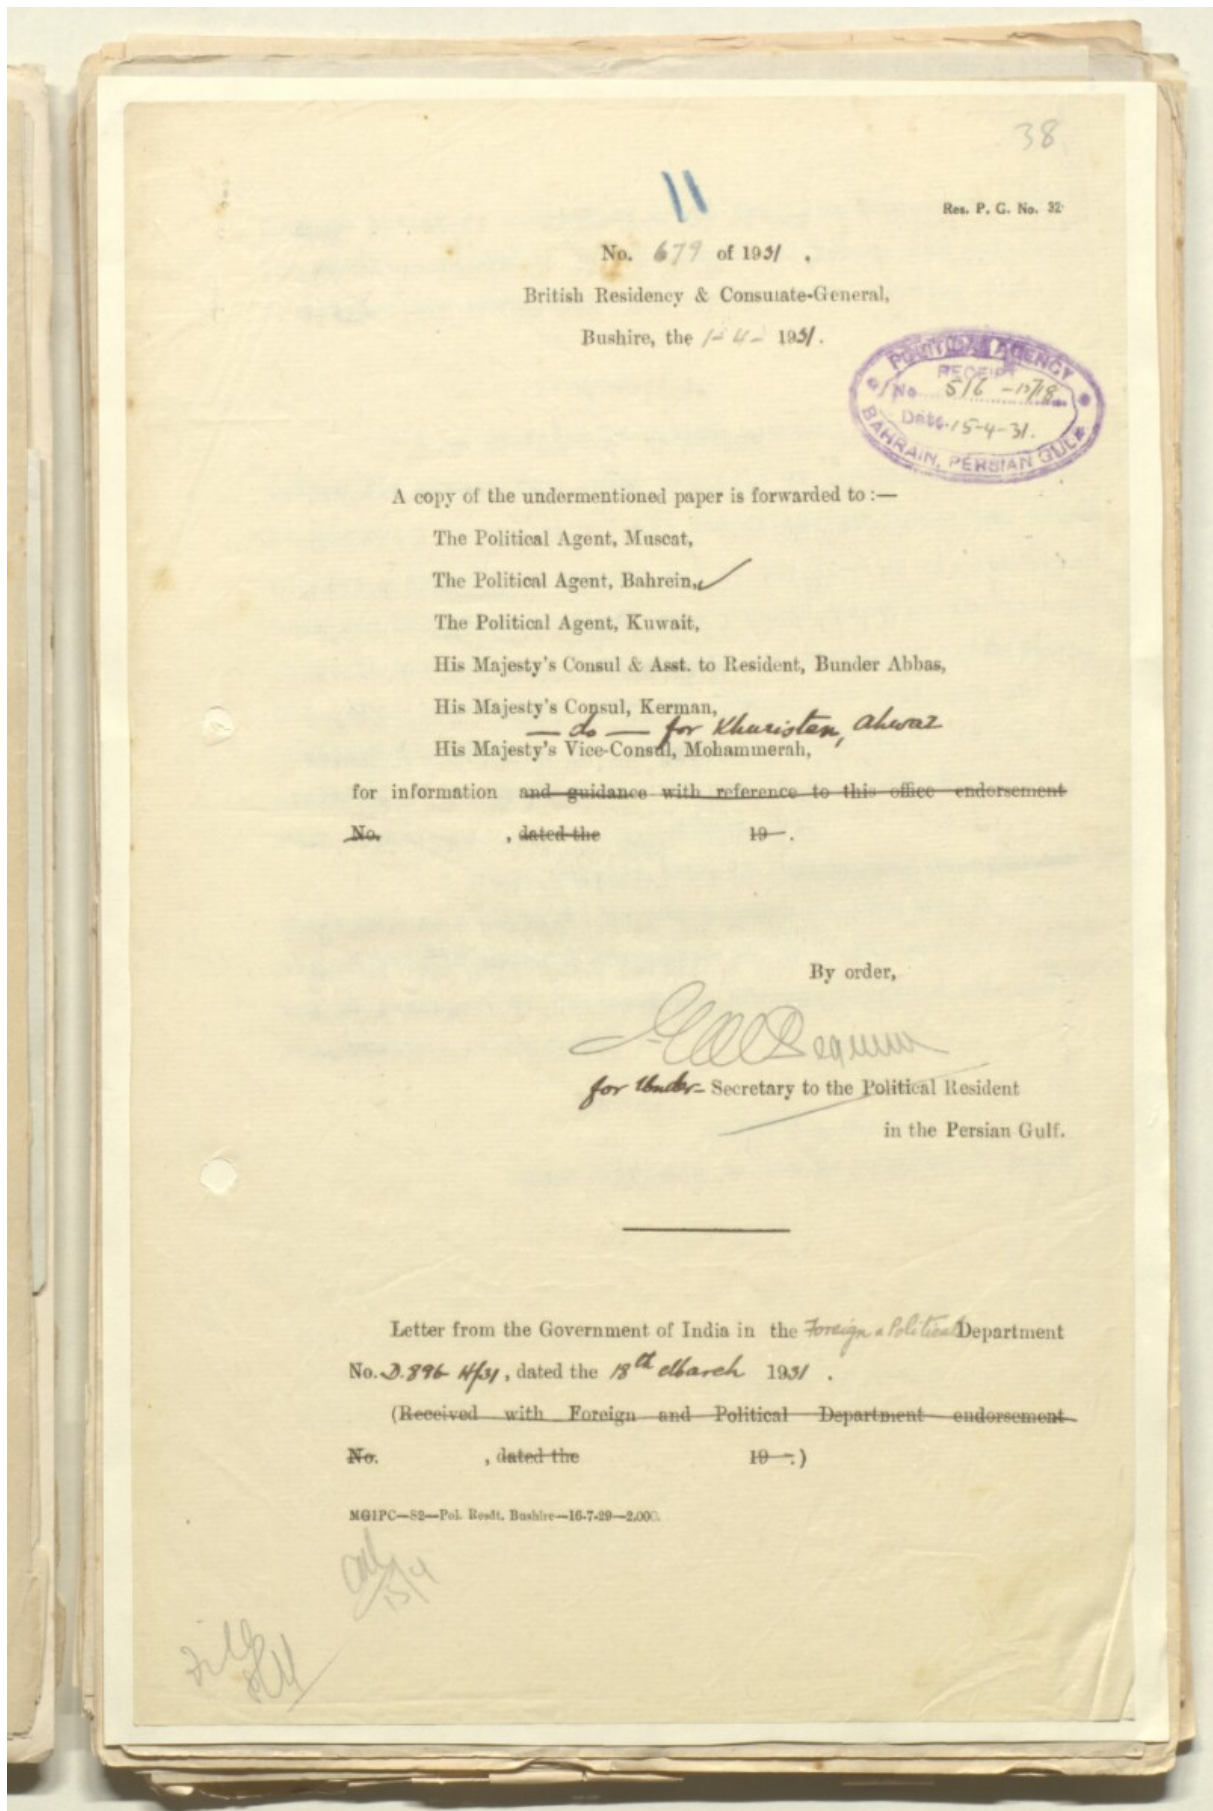 38
11
Res. P. G. No. 32
No. 679 of 1931 .
British Residency & Consulate-General,
Bushire, the 1-4- 1931.
POLITICAL AGENCY
RECEIPT
No. 516 - 13/18
Date. 15-4-31.
BAHRAIN, PERSIAN GULF
A copy of the undermentioned paper is forwarded to :—
The Political Agent, Muscat,
The Political Agent, Bahrein,
The Political Agent, Kuwait,
His Majesty's Consul & Asst. to Resident, Bunder Abbas,
His Majesty's Consul, Kerman,
— do — for Khuzistan, Ahwaz
His Majesty's Vice-Consul, Mohammerah,
for information and guidance with reference to this office endorsement
No. , dated the 19 .
By order,
for Under- Secretary to the Political Resident
in the Persian Gulf.
Letter from the Government of India in the Foreign & Political Department
No. D.896-N/31, dated the 18th March 1931 .
(Received with Foreign and Political Department endorsement
No. , dated the 19 .)
MGIPC—S2—Pol. Resdt. Bushire—16-7-29—2,000.
15/4
File